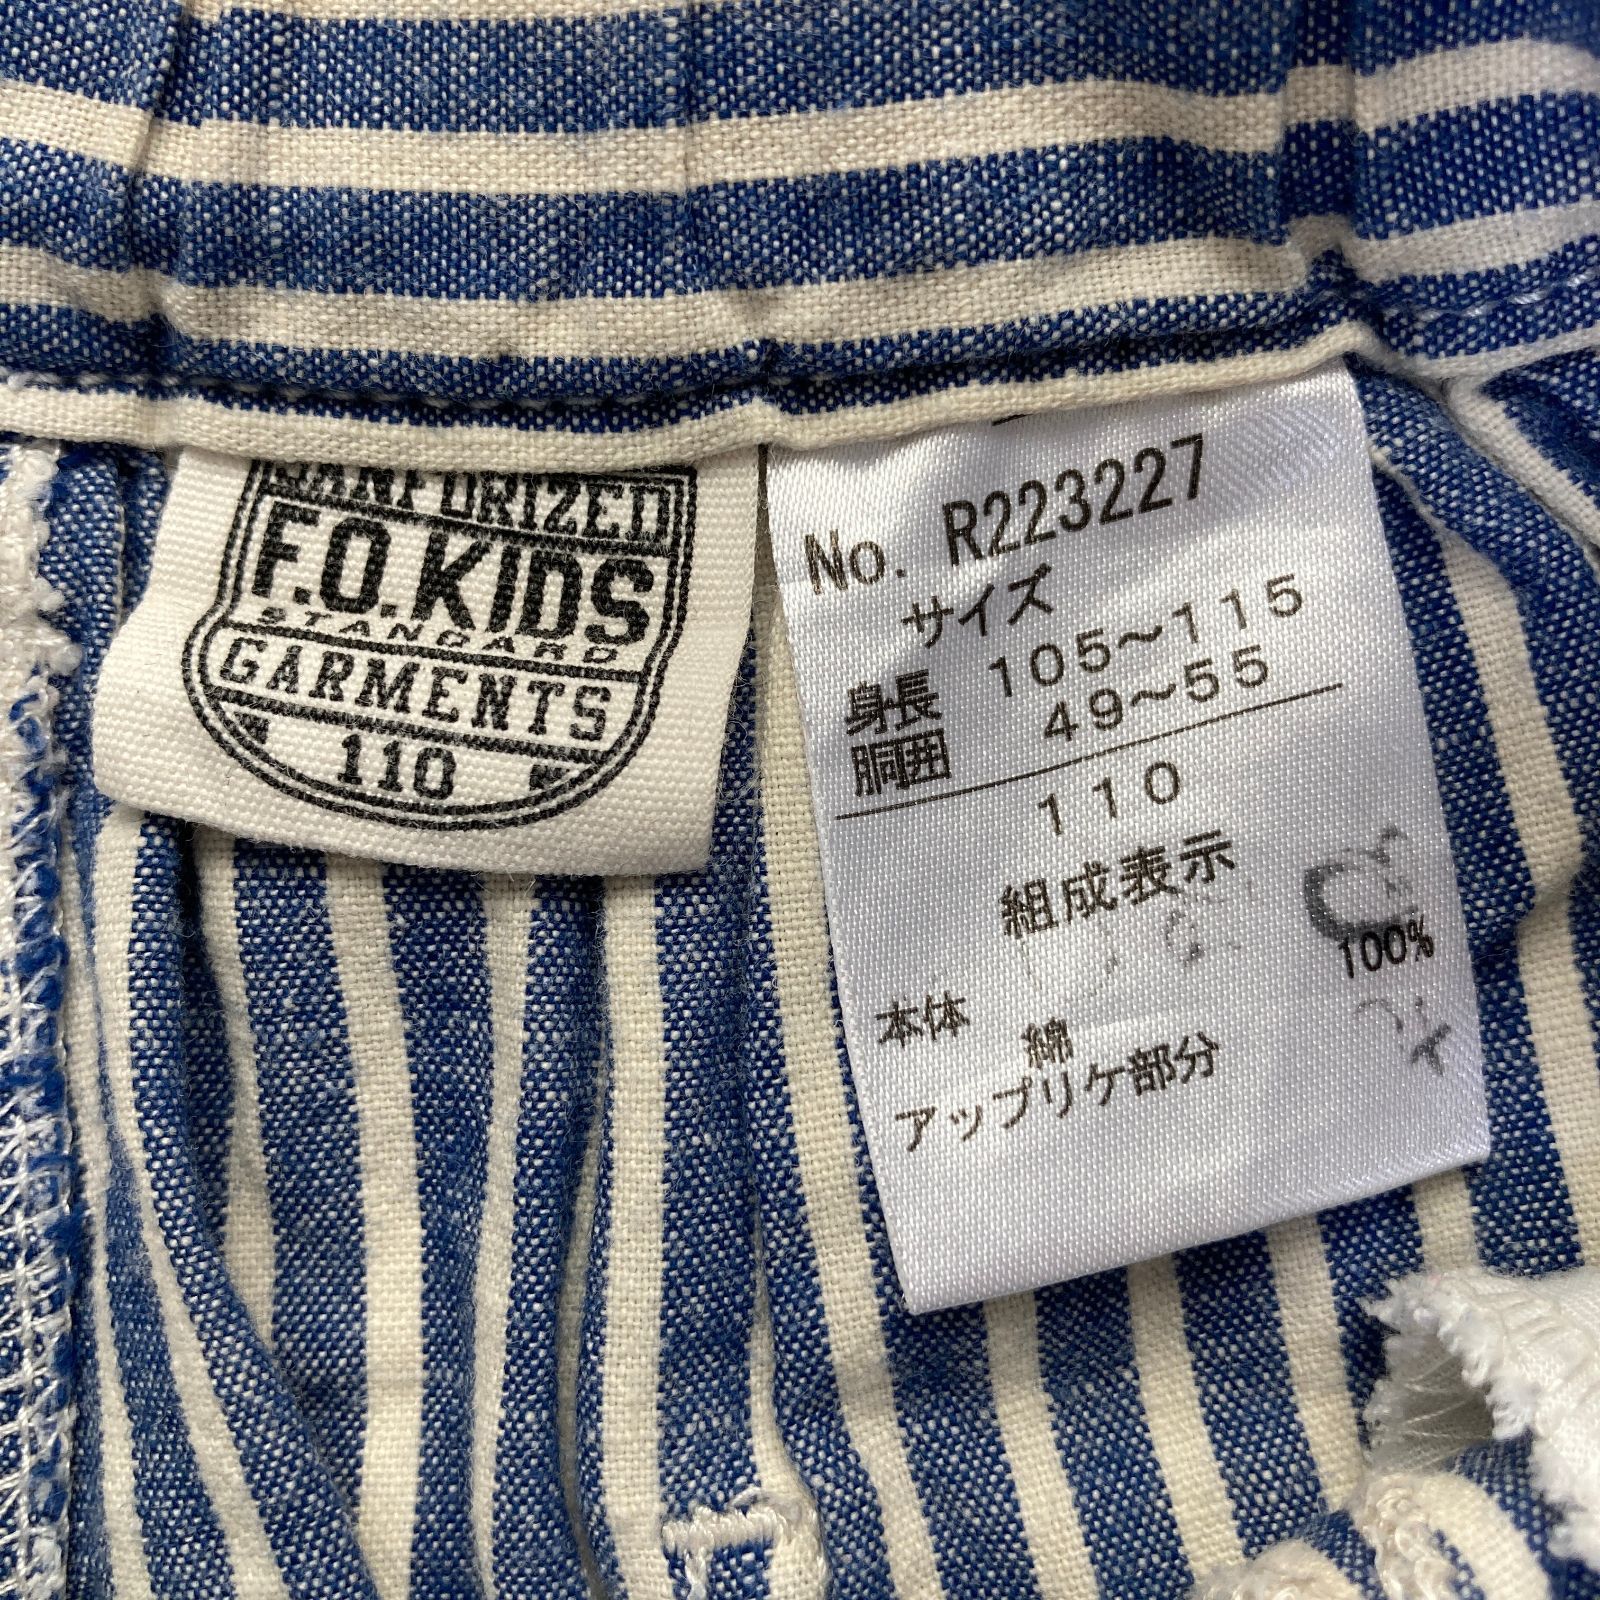 SANFORIZED
F.O.KIDS
STANDARD
GARMENTS
110
No. R223227
サイズ
身長 105～115
胴囲 49～55
110
組成表示
本体
綿 100%
アップリケ部分